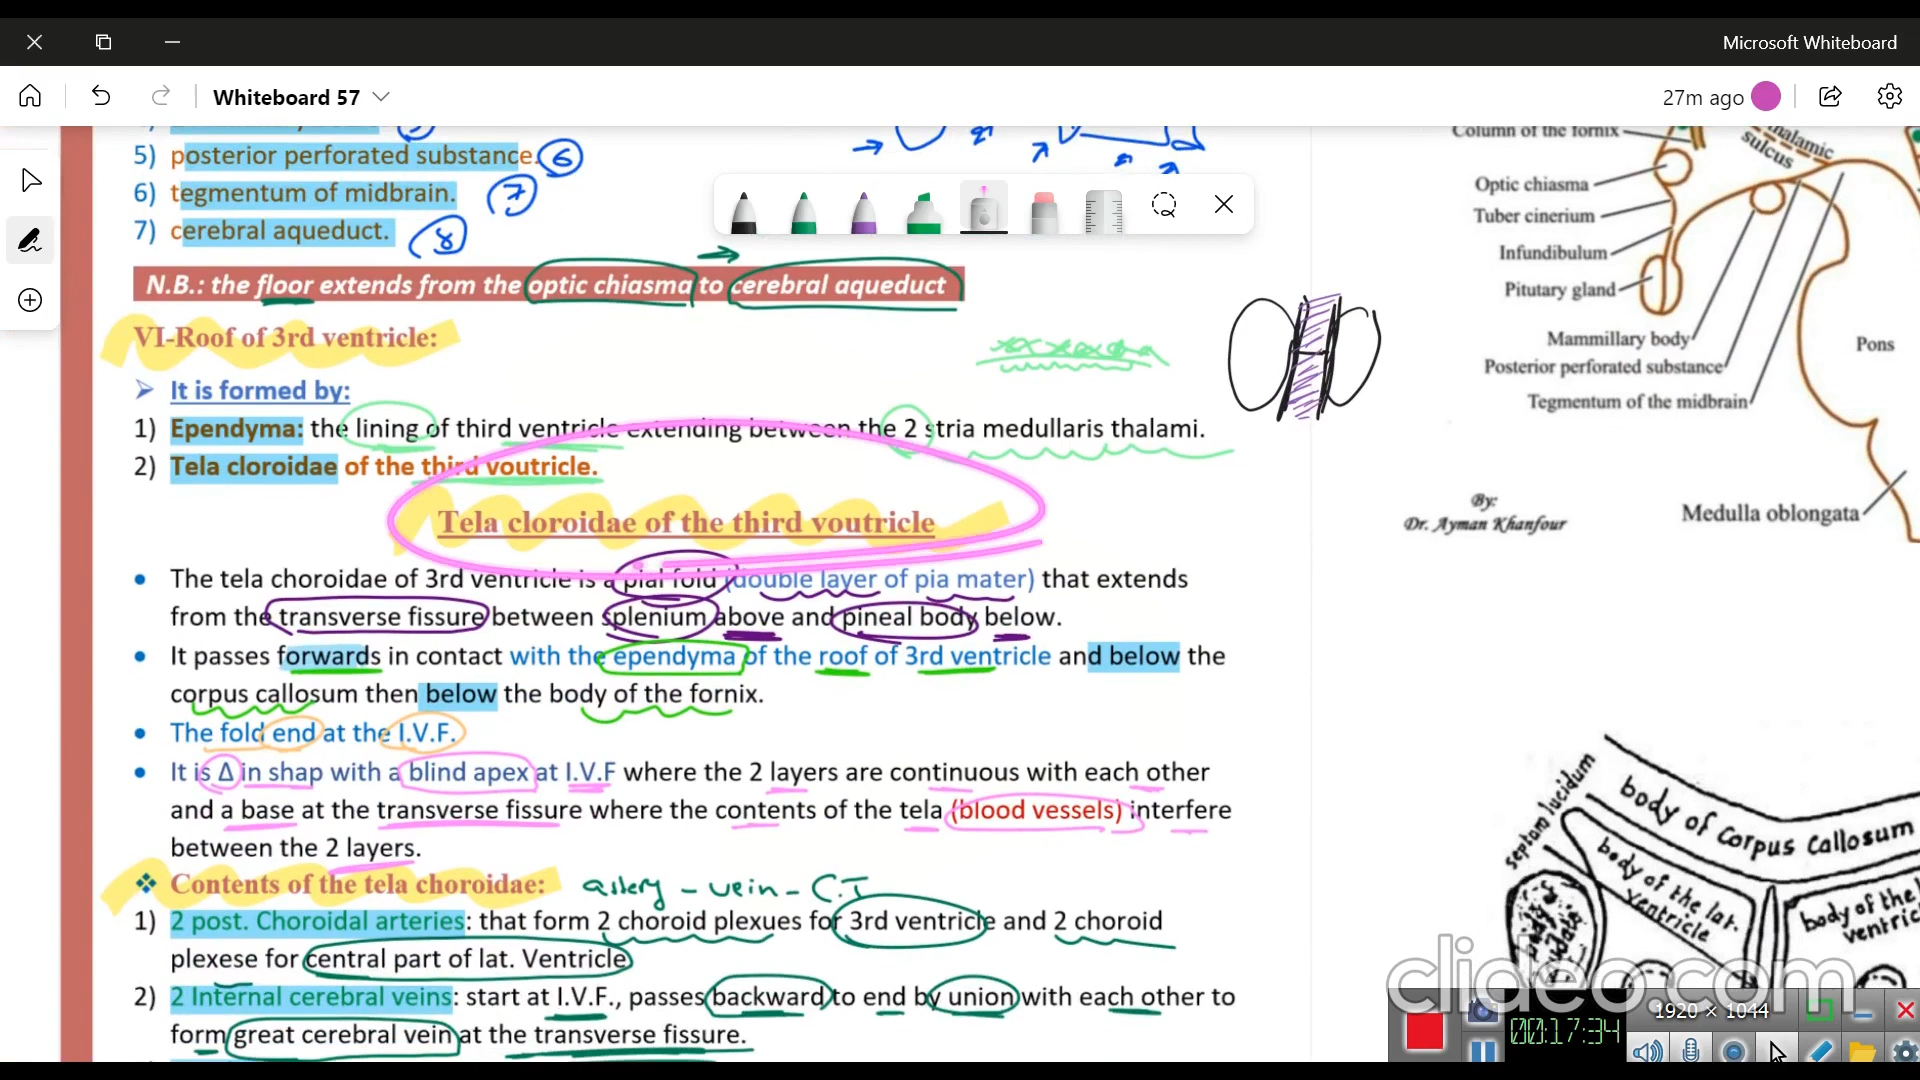 Microsoft Whiteboard
Whiteboard 57
27m ago
5) posterior perforated substance. 6
6) tegmentum of midbrain. 7
7) cerebral aqueduct. 8
N.B.: the floor extends from the optic chiasma to cerebral aqueduct
VI-Roof of 3rd ventricle:
It is formed by:
1) Ependyma: the lining of third ventricle extending between the 2 stria medullaris thalami.
2) Tela cloroidae of the third voutricle.
Tela cloroidae of the third voutricle
• The tela choroidae of 3rd ventricle is a pial fold (double layer of pia mater) that extends
from the transverse fissure between splenium above and pineal body below.
• It passes forwards in contact with the ependyma of the roof of 3rd ventricle and below the
corpus callosum then below the body of the fornix.
• The fold end at the I.V.F.
• It is Δ in shap with a blind apex at I.V.F where the 2 layers are continuous with each other
and a base at the transverse fissure where the contents of the tela (blood vessels) interfere
between the 2 layers.
Contents of the tela choroidae: artery - vein - C.T
1) 2 post. Choroidal arteries: that form 2 choroid plexues for 3rd ventricle and 2 choroid
plexese for central part of lat. Ventricle
2) 2 Internal cerebral veins: start at I.V.F., passes backward to end by union with each other to
form great cerebral vein at the transverse fissure.
Column of the fornix
thalamic
sulcus
Optic chiasma
Tuber cinerium
Infundibulum
Pitutary gland
Mammillary body
Posterior perforated substance
Tegmentum of the midbrain
Pons
Medulla oblongata
By:
Dr. Ayman Khanfour
septum lucidum
body of corpus callosum
body of the lat.
ventricle
body of the
clideo.com
1920 × 1044
00:17:34